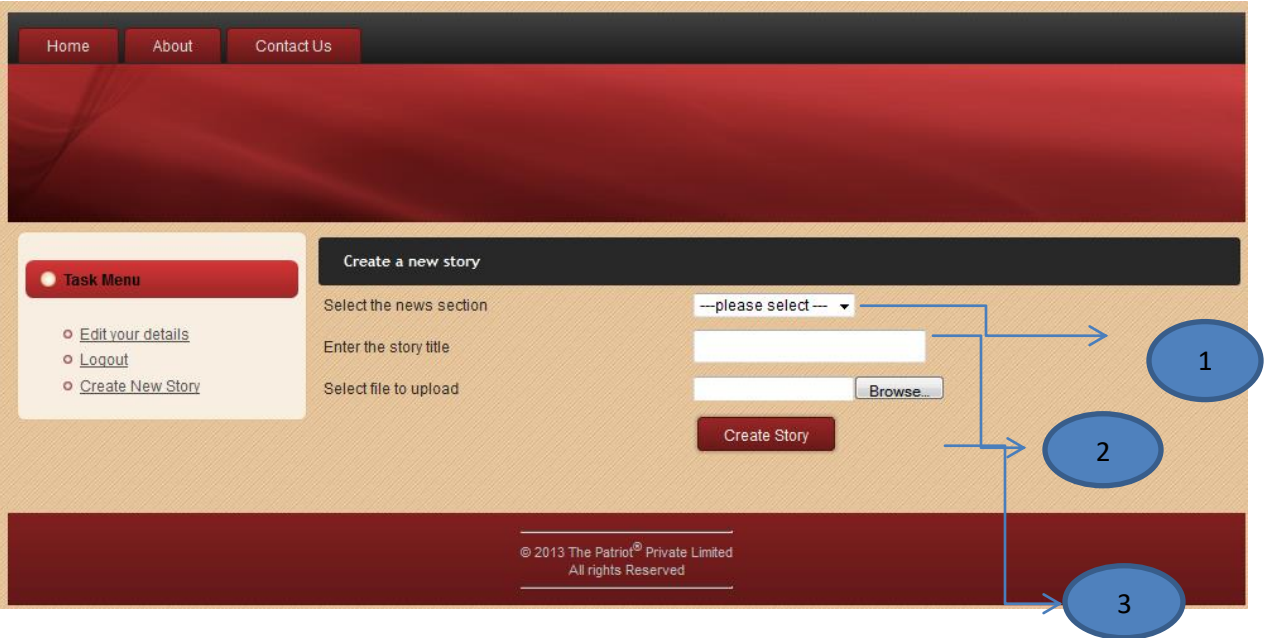 Home About Contact Us
Create a new story
Task Menu
Edit your details
Logout
Create New Story
Select the news section ---please select ---
Enter the story title
Select file to upload Browse...
Create Story
1
2
3
© 2013 The Patriot® Private Limited
All rights Reserved